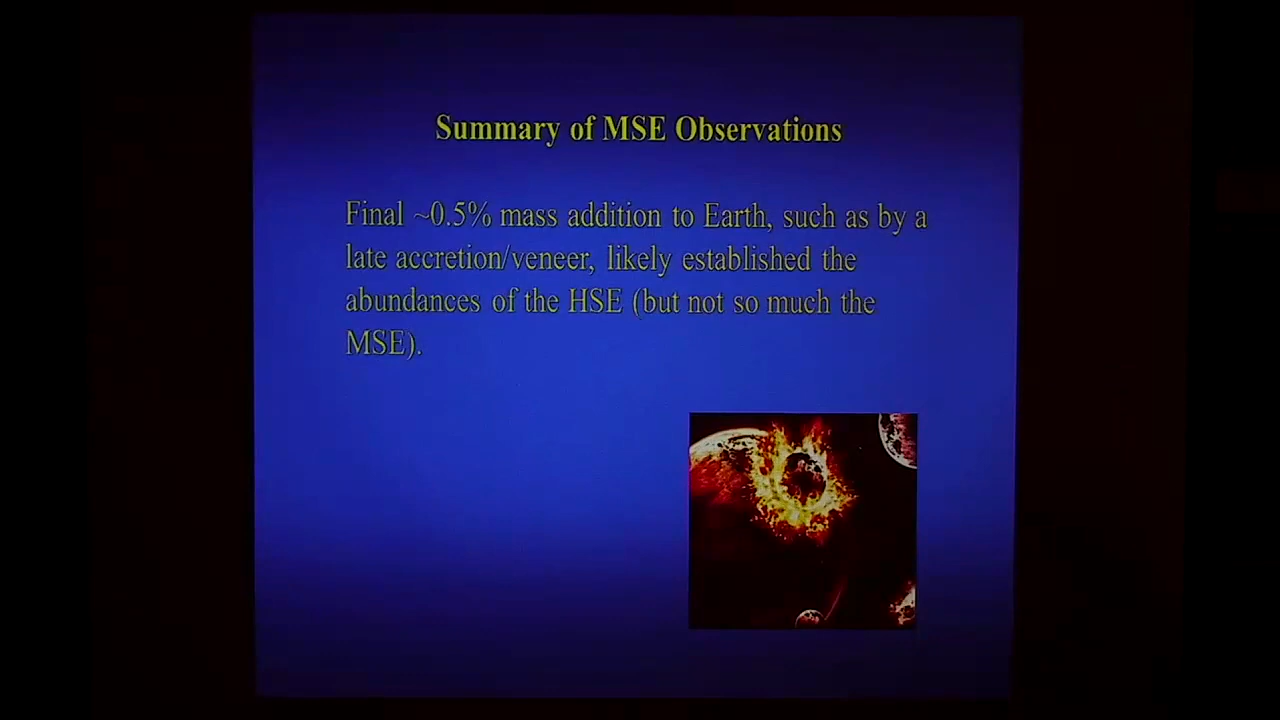 Summary of MSE Observations
Final ~0.5% mass addition to Earth, such as by a
late accretion/veneer, likely established the
abundances of the HSE (but not so much the
MSE).